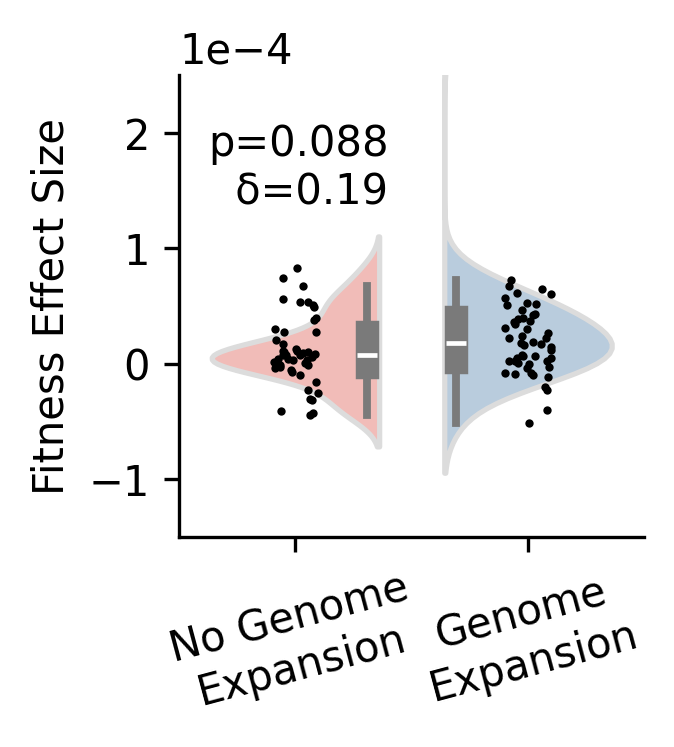 1e−4
2
1
0
−1
Fitness Effect Size
p=0.088
δ=0.19
No Genome
Expansion
Genome
Expansion